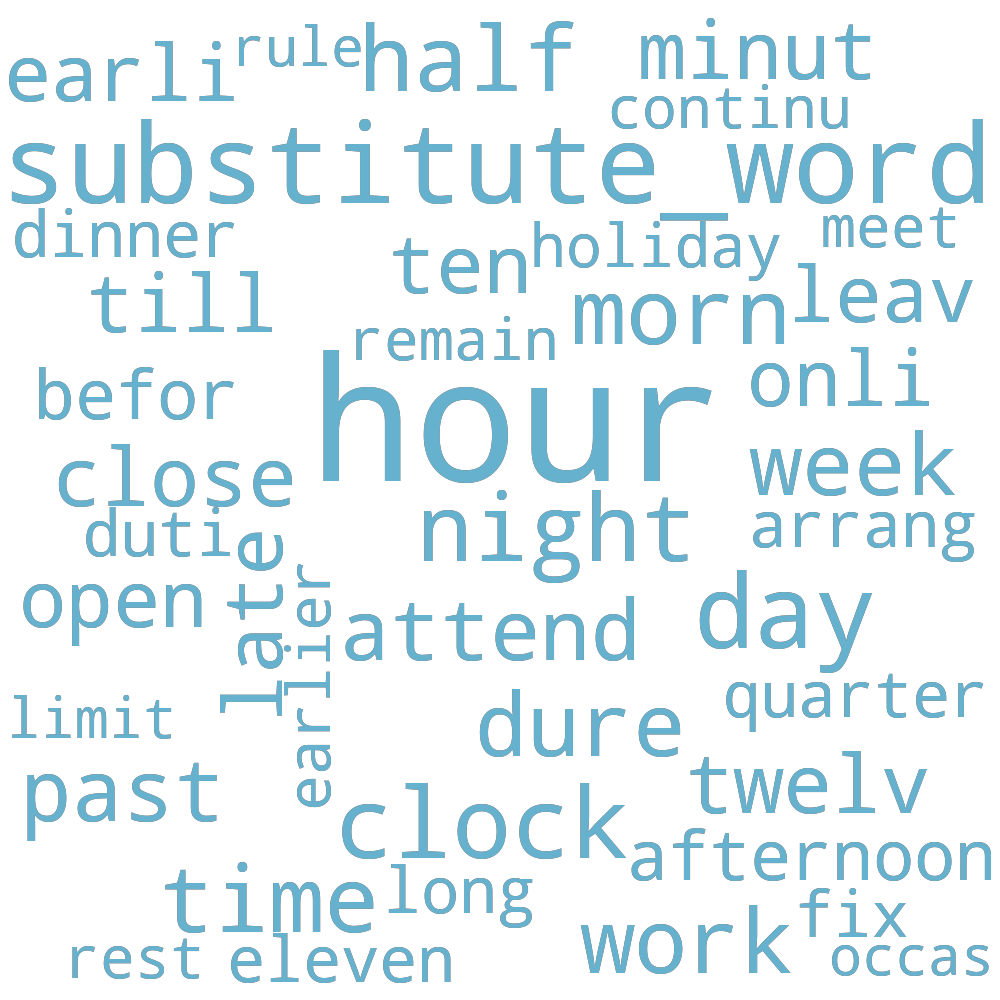 earli rule half minut
continu
substitute_word
dinner ten holiday meet
till morn leav
remain
befor hour onli
close week
duti night arrang
open late earlier attend day
limit dure quarter
past twelv
clock afternoon
time long fix
rest eleven work occas